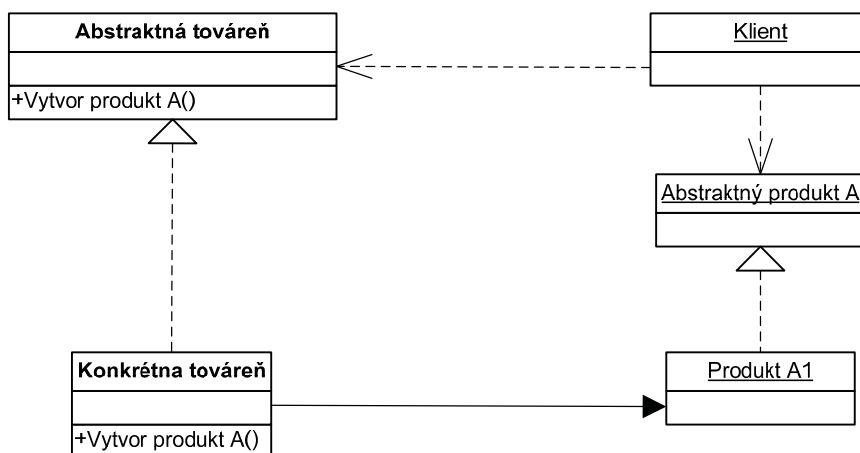 Abstraktná továreň
Klient
+Vytvor produkt A()
Abstraktný produkt A
Konkrétna továreň
Produkt A1
+Vytvor produkt A()